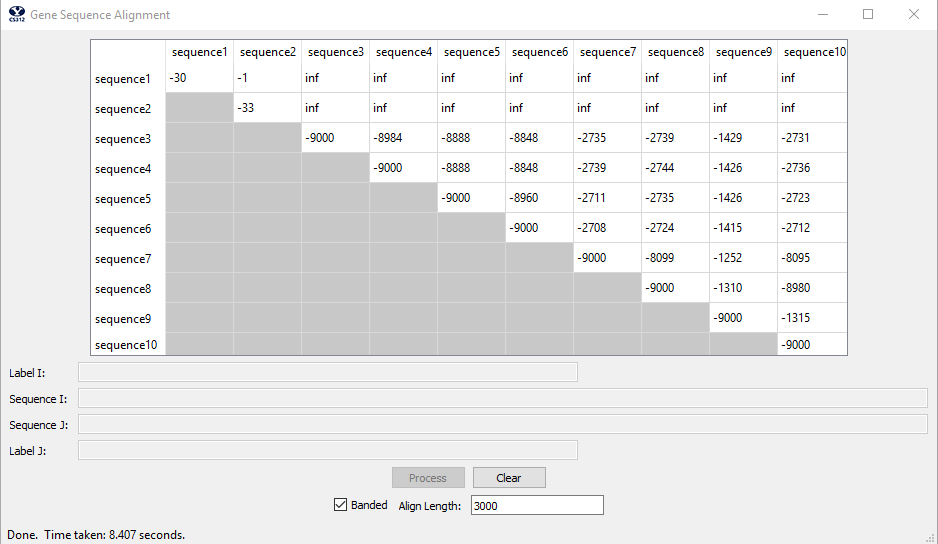 CS312 Gene Sequence Alignment
sequence1 sequence2 sequence3 sequence4 sequence5 sequence6 sequence7 sequence8 sequence9 sequence10
sequence1 -30 -1 inf inf inf inf inf inf inf inf
sequence2 -33 inf inf inf inf inf inf inf inf
sequence3 -9000 -8984 -8888 -8848 -2735 -2739 -1429 -2731
sequence4 -9000 -8888 -8848 -2739 -2744 -1426 -2736
sequence5 -9000 -8960 -2711 -2735 -1426 -2723
sequence6 -9000 -2708 -2724 -1415 -2712
sequence7 -9000 -8099 -1252 -8095
sequence8 -9000 -1310 -8980
sequence9 -9000 -1315
sequence10 -9000
Label I:
Sequence I:
Sequence J:
Label J:
Process Clear
Banded Align Length: 3000
Done. Time taken: 8.407 seconds.